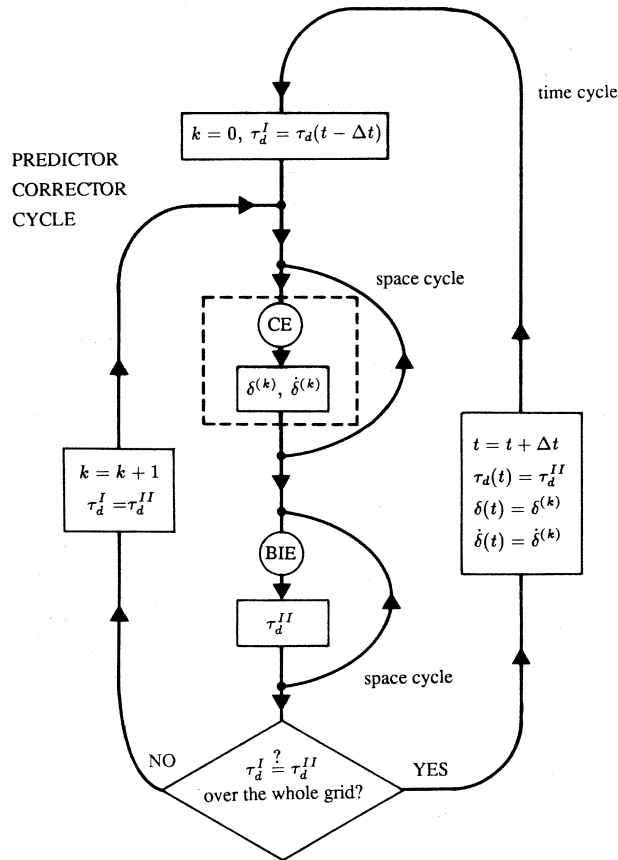 time cycle
k = 0, τ_d^I = τ_d(t − Δt)
PREDICTOR
CORRECTOR
CYCLE
space cycle
CE
δ^(k), δ̇^(k)
k = k + 1
τ_d^I = τ_d^II
t = t + Δt
τ_d(t) = τ_d^II
δ(t) = δ^(k)
δ̇(t) = δ̇^(k)
BIE
τ_d^II
space cycle
NO
τ_d^I ≟ τ_d^II
over the whole grid?
YES